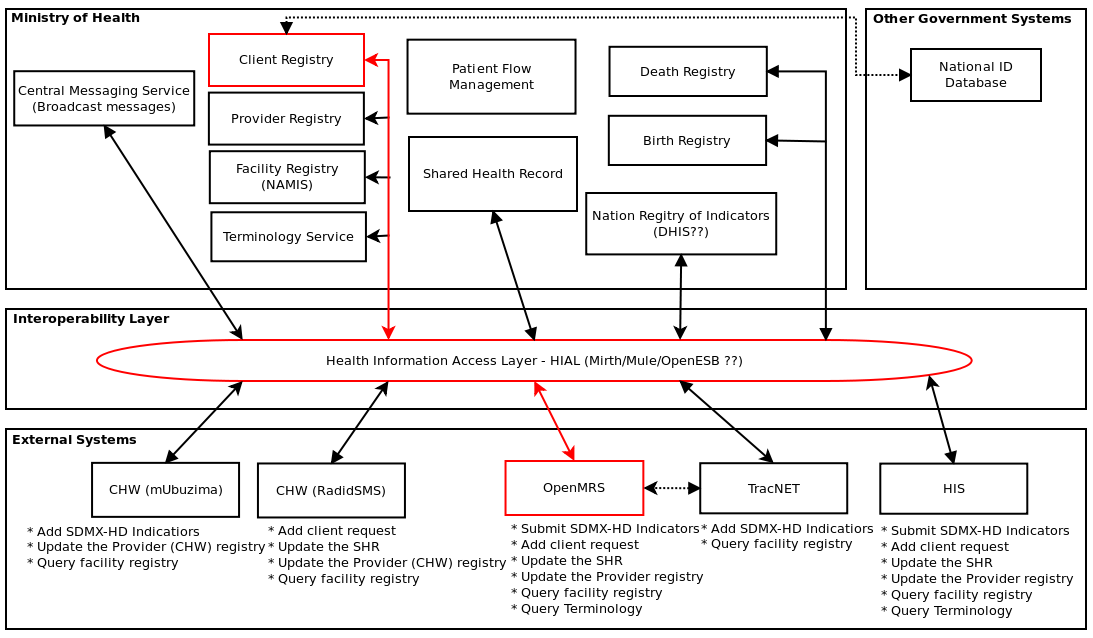 Ministry of Health
Other Government Systems
Client Registry
Patient Flow
Management
Death Registry
National ID
Database
Central Messaging Service
(Broadcast messages)
Provider Registry
Birth Registry
Facility Registry
(NAMIS)
Shared Health Record
Terminology Service
Nation Regitry of Indicators
(DHIS??)
Interoperability Layer
Health Information Access Layer - HIAL (Mirth/Mule/OpenESB ??)
External Systems
CHW (mUbuzima)
* Add SDMX-HD Indicatiors
* Update the Provider (CHW) registry
* Query facility registry
CHW (RadidSMS)
* Add client request
* Update the SHR
* Update the Provider (CHW) registry
* Query facility registry
OpenMRS
* Submit SDMX-HD Indicators
* Add client request
* Update the SHR
* Update the Provider registry
* Query facility registry
* Query Terminology
TracNET
* Add SDMX-HD Indicatiors
* Query facility registry
HIS
* Submit SDMX-HD Indicators
* Add client request
* Update the SHR
* Update the Provider registry
* Query facility registry
* Query Terminology